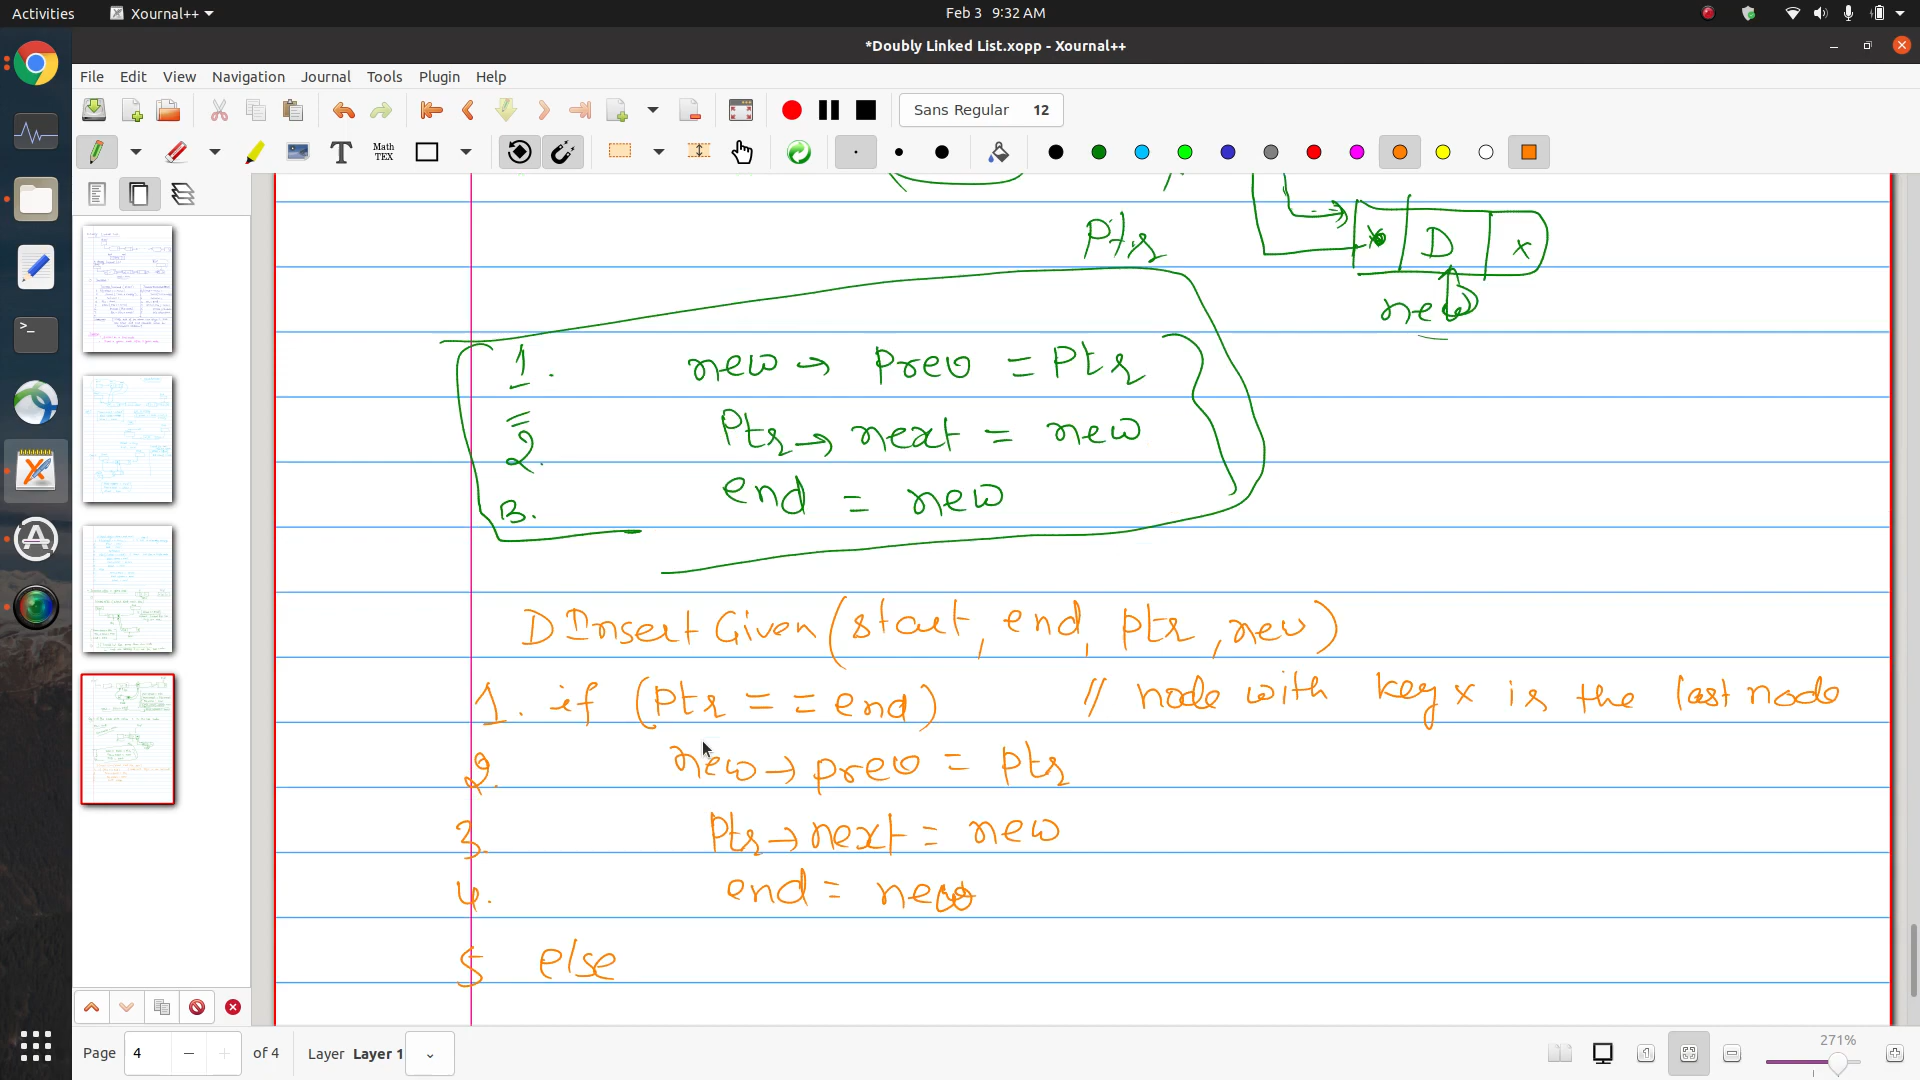 Activities Xournal++ Feb 3 9:32 AM
*Doubly Linked List.xopp - Xournal++
File Edit View Navigation Journal Tools Plugin Help
Sans Regular 12
T Math TEX
Ptr
x D x
new
1. new → prev = Ptr
2. Ptr → next = new
3. end = new
DInsertGiven(start, end, ptr, new)
1. if (Ptr == end) // node with key x is the last node
2. new → prev = ptr
3. Ptr → next = new
4. end = new
5 else
Page 4 of 4 Layer Layer 1 271%